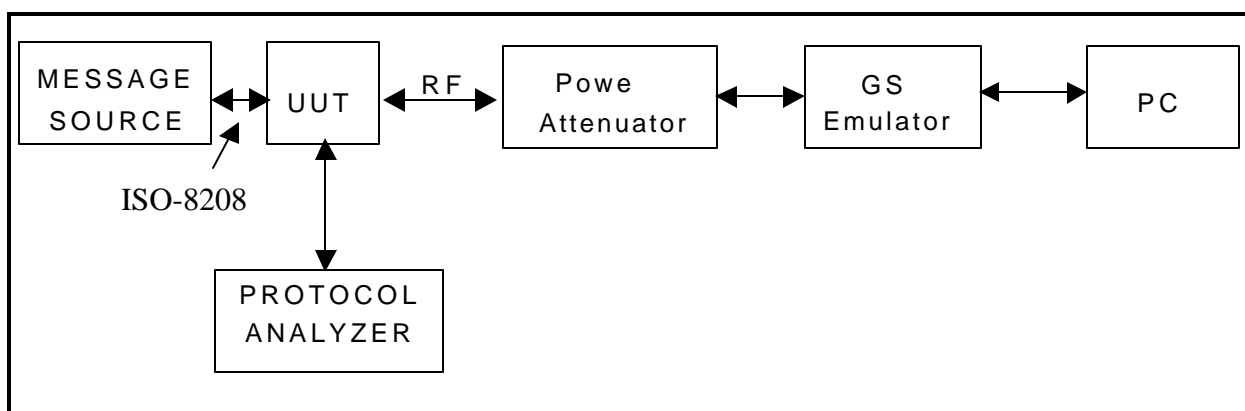 MESSAGE
SOURCE
UUT
RF
Powe
Attenuator
GS
Emulator
PC
ISO-8208
PROTOCOL
ANALYZER